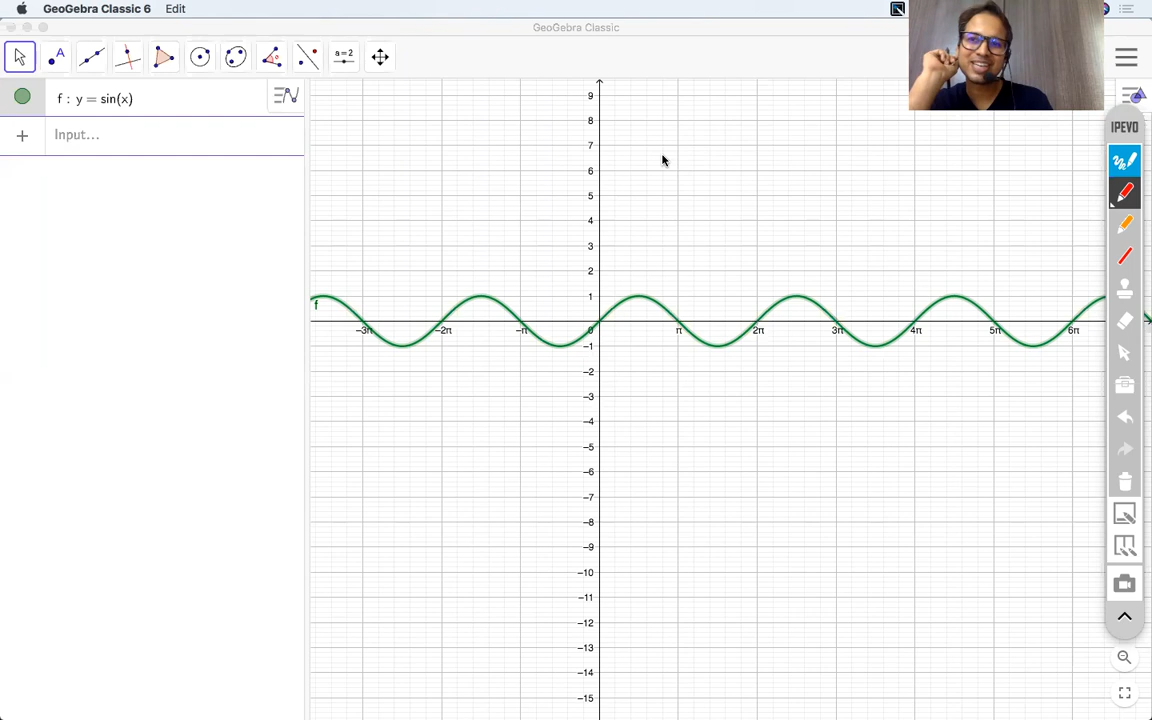 GeoGebra Classic 6 Edit
GeoGebra Classic
A
a=2
f : y = sin(x)
+ Input...
IPEVO
f
9
8
7
6
5
4
3
2
1
−3π −2π −π 0 π 2π 3π 4π 5π 6π
−1
−2
−3
−4
−5
−6
−7
−8
−9
−10
−11
−12
−13
−14
−15